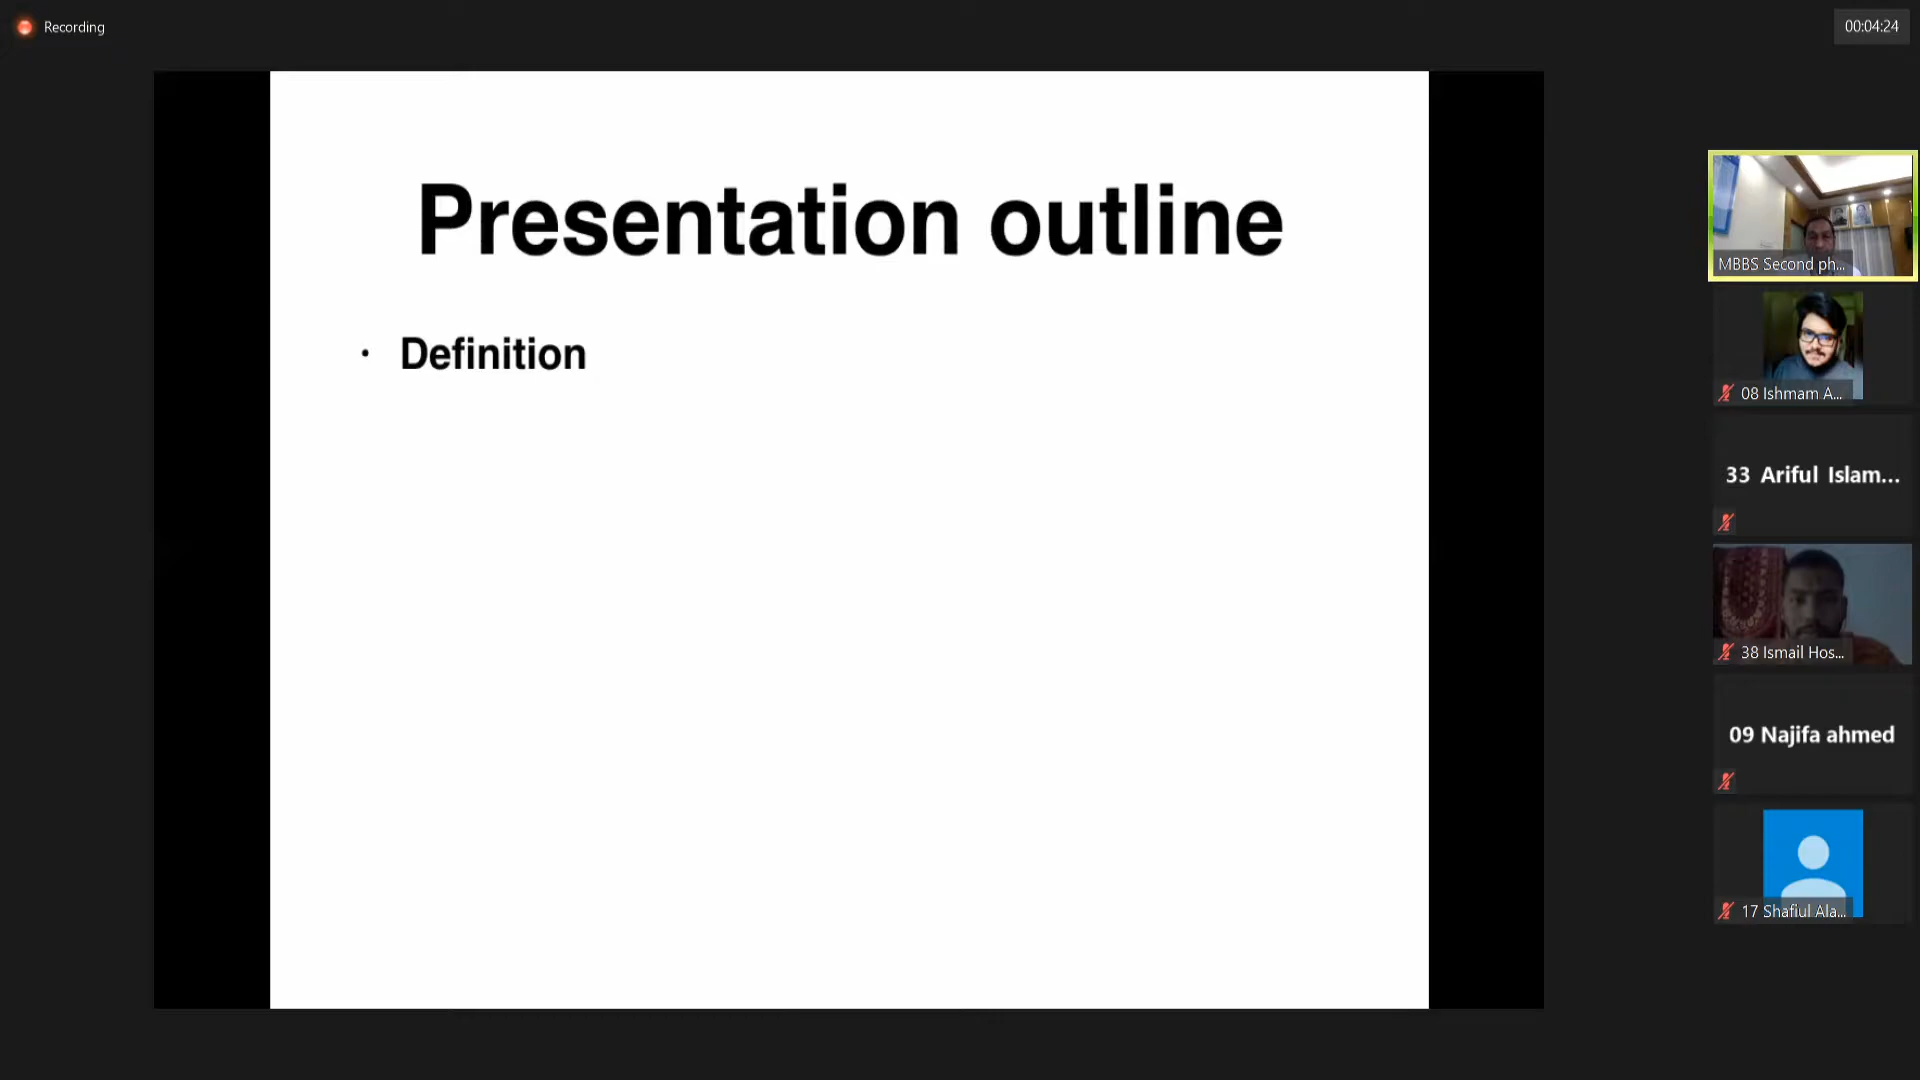 Recording
00:04:24
Presentation outline
• Definition
MBBS Second ph...
08 Ishmam A...
33 Ariful Islam...
38 Ismail Hos...
09 Najifa ahmed
17 Shafiul Ala...